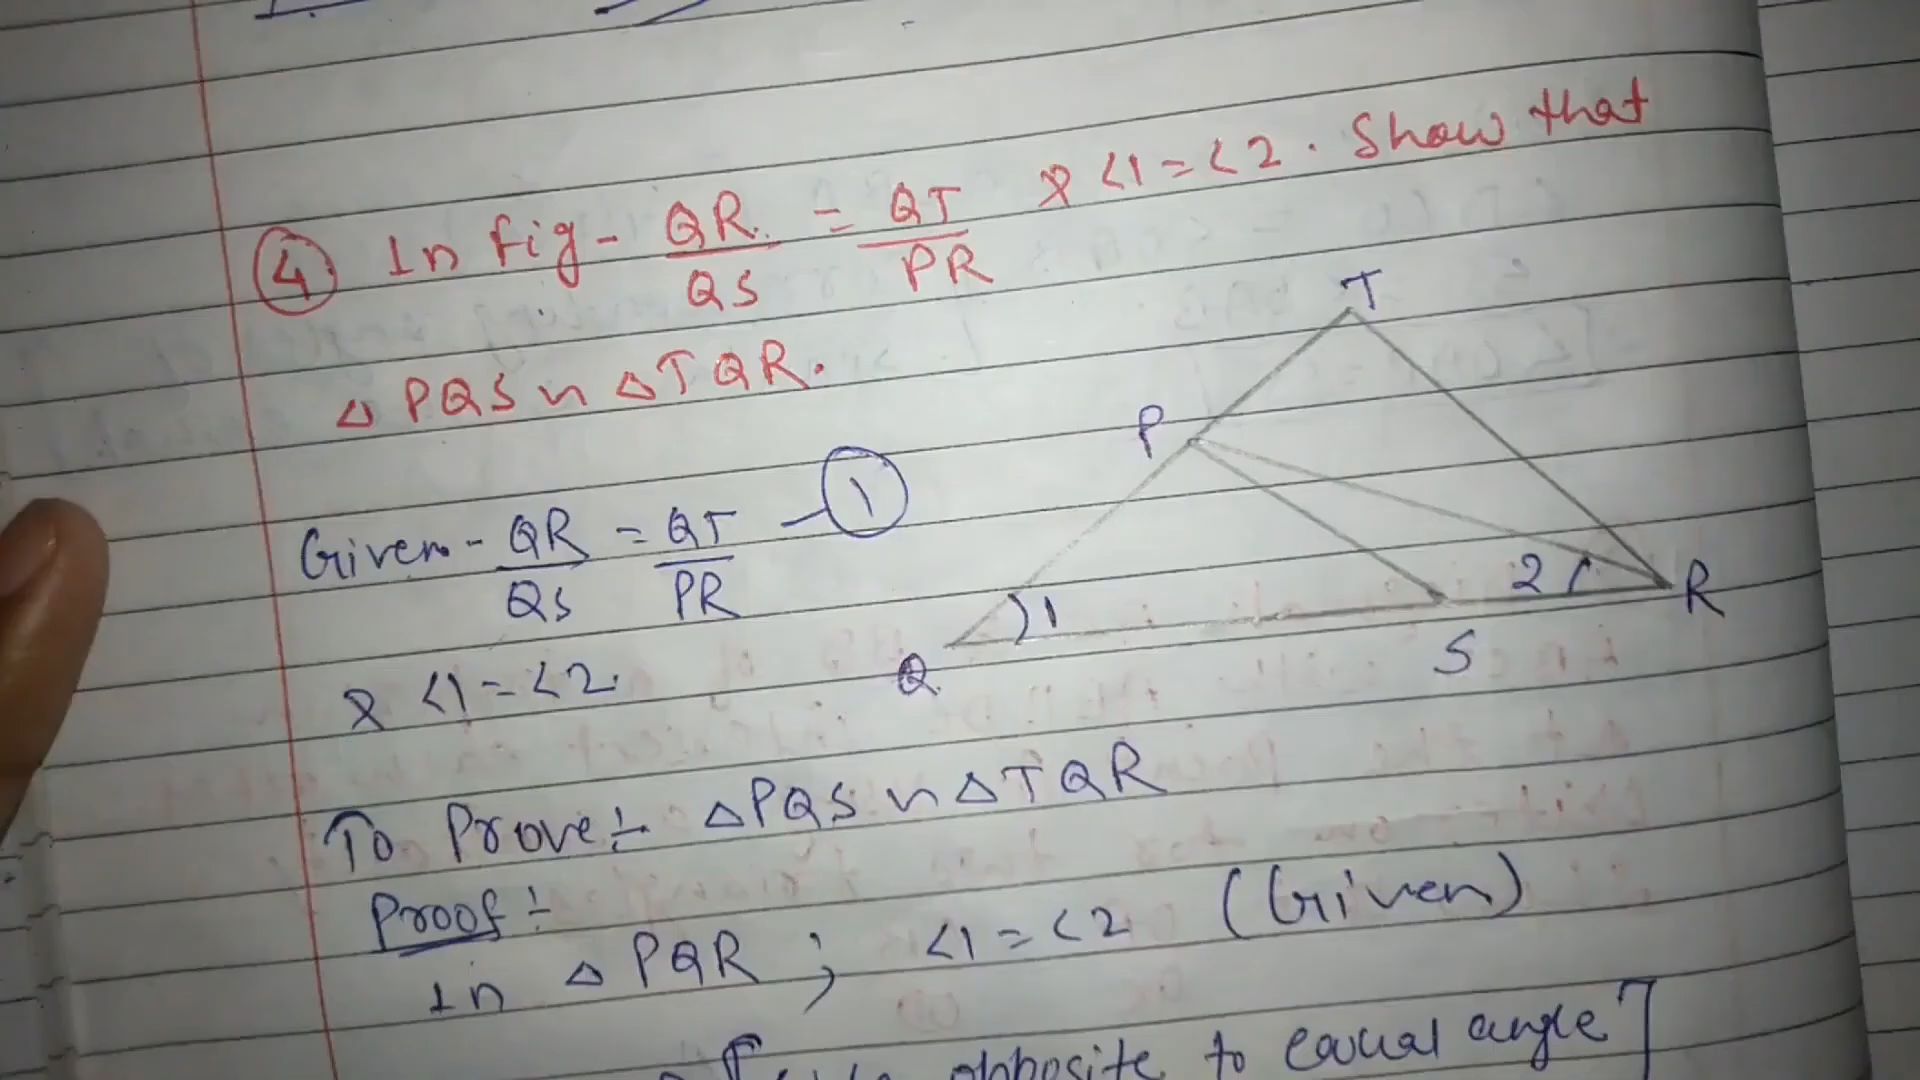 ④ In fig - QR/QS = QT/PR & <1 = <2. Show that
△ PQS ~ △ TQR.
Given - QR/QS = QT/PR — ①
& <1 = <2.
T
P
Q
1
2
R
S
To Prove :- △PQS ~ △TQR
Proof :-
In △ PQR ; <1 = <2 (Given)
opposite to equal angle]